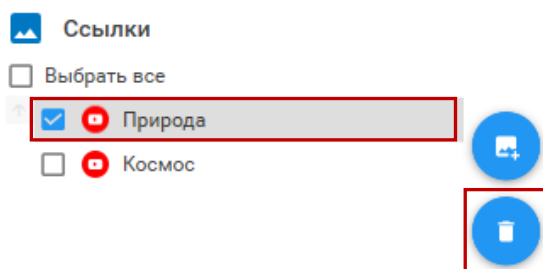 Ссылки
Выбрать все
Природа
Космос